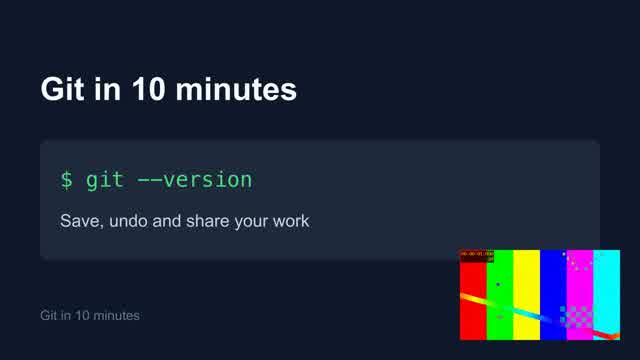 Git in 10 minutes
$ git --version
Save, undo and share your work
Git in 10 minutes